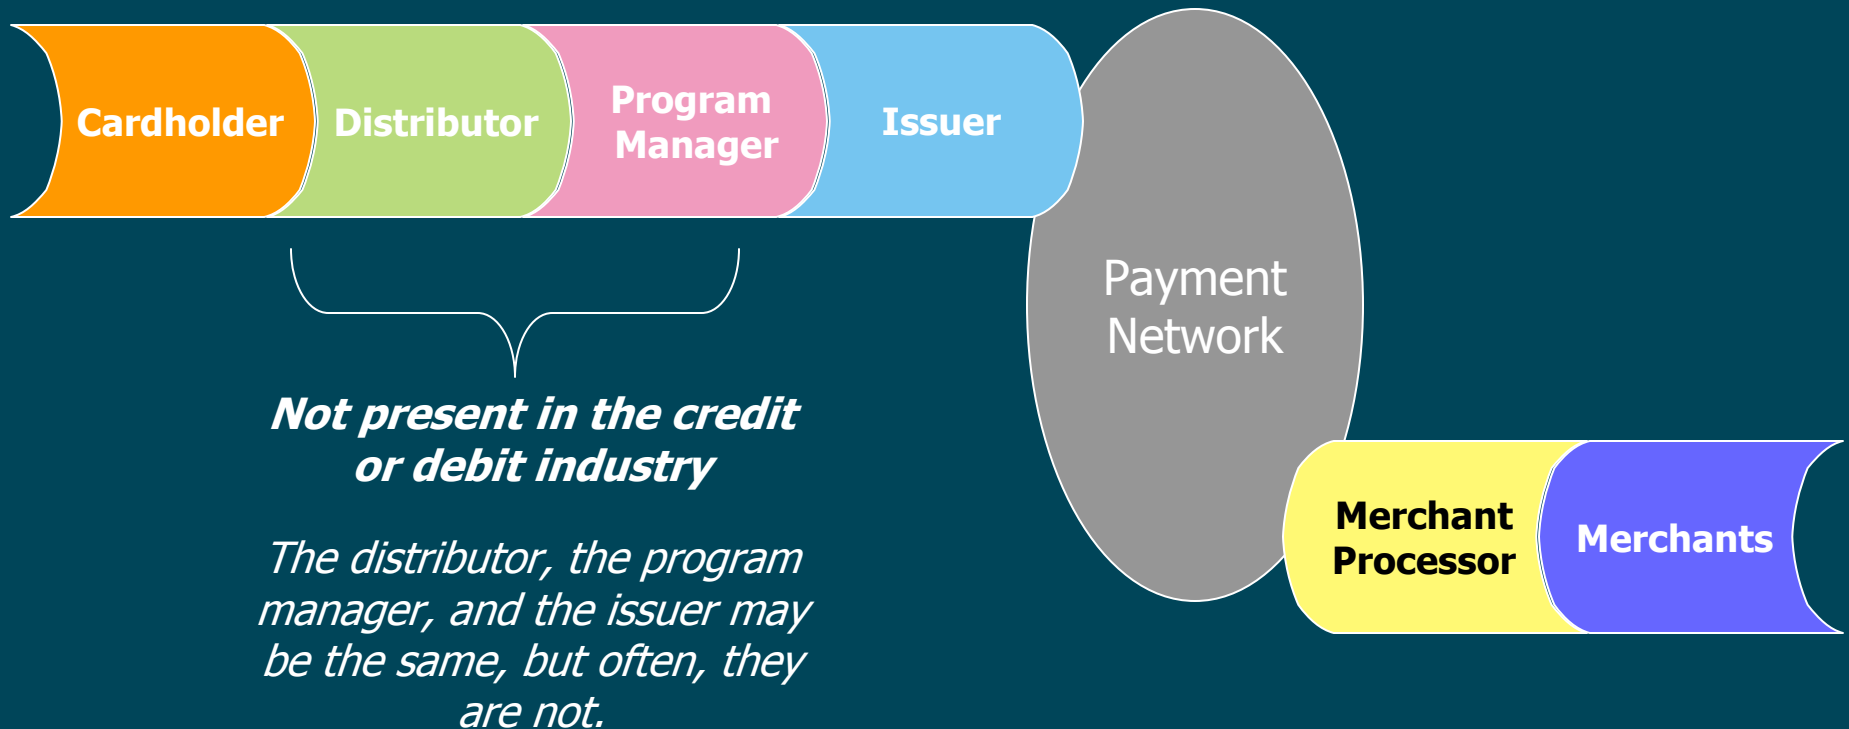 Cardholder
Distributor
Program
Manager
Issuer
Payment
Network
Not present in the credit
or debit industry
The distributor, the program
manager, and the issuer may
be the same, but often, they
are not.
Merchant
Processor
Merchants